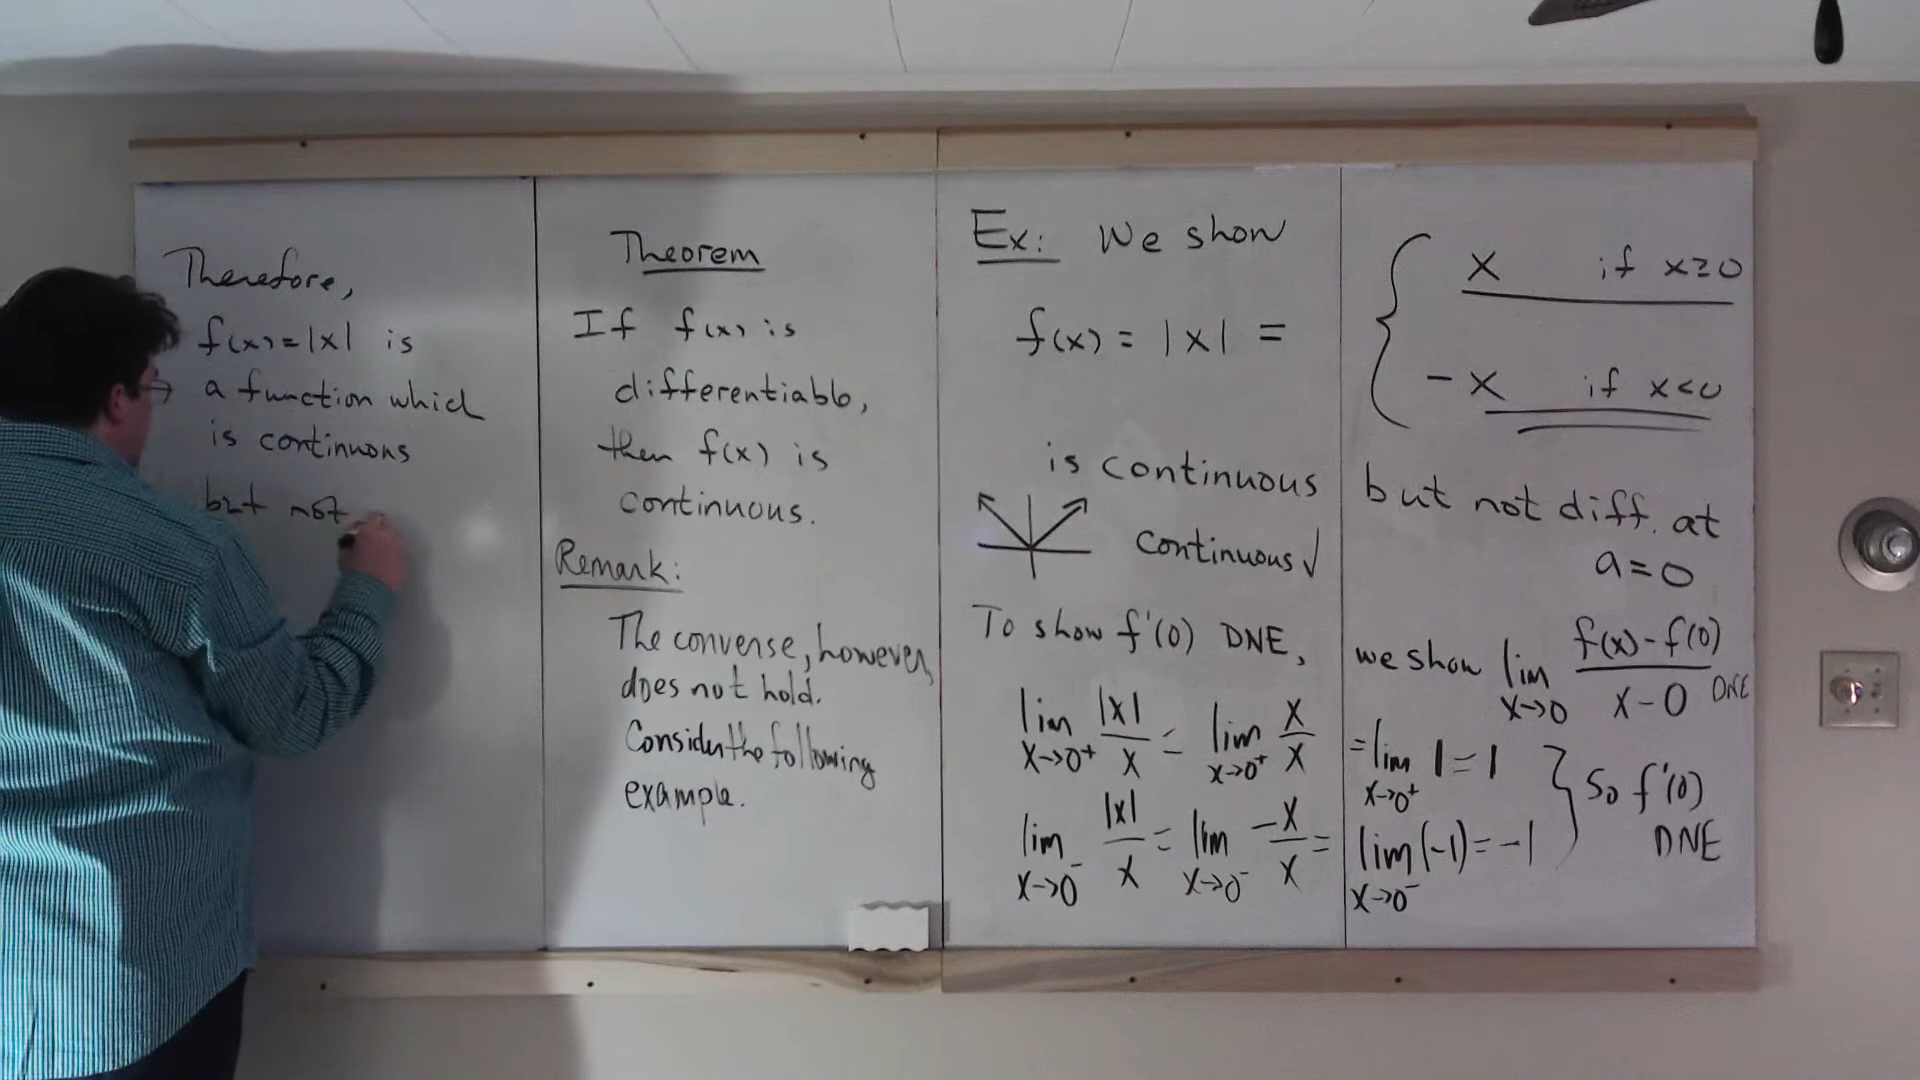 Therefore,
f(x) = |x| is
a function which
is continuous
but not
Theorem
If f(x) is
differentiable,
then f(x) is
continuous.
Remark:
The converse, however,
does not hold.
Consider the following
example.
Ex: We show
f(x) = |x| =
is continuous
continuous ✓
To show f'(0) DNE,
lim x→0⁺ |x|/x = lim x→0⁺ x/x
lim x→0⁻ |x|/x = lim x→0⁻ -x/x =
{ x if x≥0
-x if x<0
but not diff. at
a=0
we show lim x→0 (f(x)-f(0))/(x-0) DNE
= lim x→0⁺ 1 = 1
lim x→0⁻ (-1) = -1
} So f'(0)
DNE